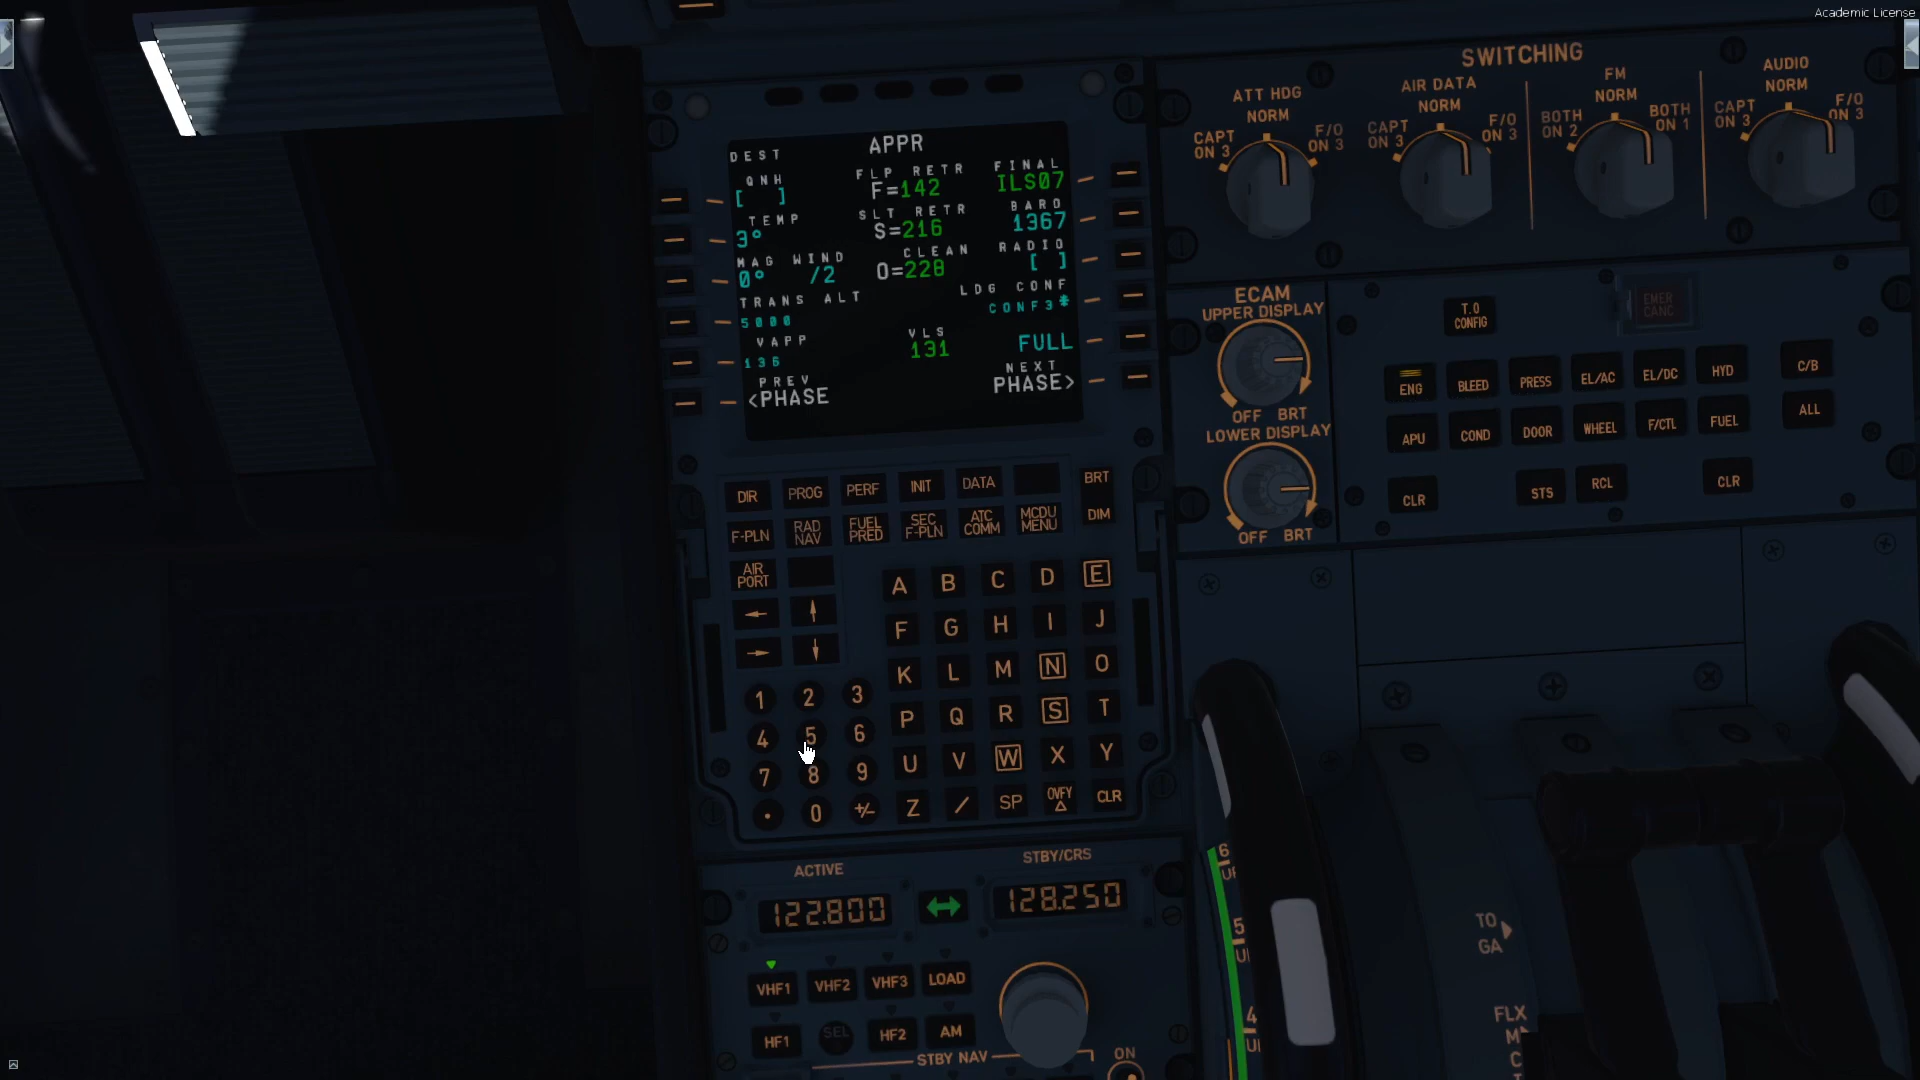 Academic License
SWITCHING
ATT HDG
NORM
CAPT
ON 3
F/O
ON 3
AIR DATA
NORM
CAPT
ON 3
F/O
ON 3
FM
NORM
BOTH
ON 2
BOTH
ON 1
AUDIO
NORM
CAPT
ON 3
F/O
ON 3
DEST APPR
QNH FLP RETR FINAL
[ ] F=142 ILS07
TEMP SLT RETR BARO
3° S=216 1367
MAG WIND CLEAN RADIO
0° /2 O=228 [ ]
TRANS ALT LDG CONF
5000 CONF3*
VAPP VLS
136 131 FULL
PREV NEXT
<PHASE PHASE>
ECAM
UPPER DISPLAY
OFF BRT
LOWER DISPLAY
OFF BRT
T.O
CONFIG
EMER
CANC
ENG BLEED PRESS EL/AC EL/DC HYD C/B
APU COND DOOR WHEEL F/CTL FUEL ALL
CLR STS RCL CLR
DIR PROG PERF INIT DATA BRT
F-PLN RAD NAV FUEL PRED SEC F-PLN ATC COMM MCDU MENU DIM
AIR PORT
← ↑
→ ↓
A B C D E
F G H I J
K L M N O
P Q R S T
U V W X Y
Z / SP OVFY △ CLR
1 2 3
4 5 6
7 8 9
. 0 +/-
ACTIVE STBY/CRS
122.800 128.250
VHF1 VHF2 VHF3 LOAD
HF1 SEL HF2 AM
STBY NAV
ON
6
5
4
TO
GA
FLX